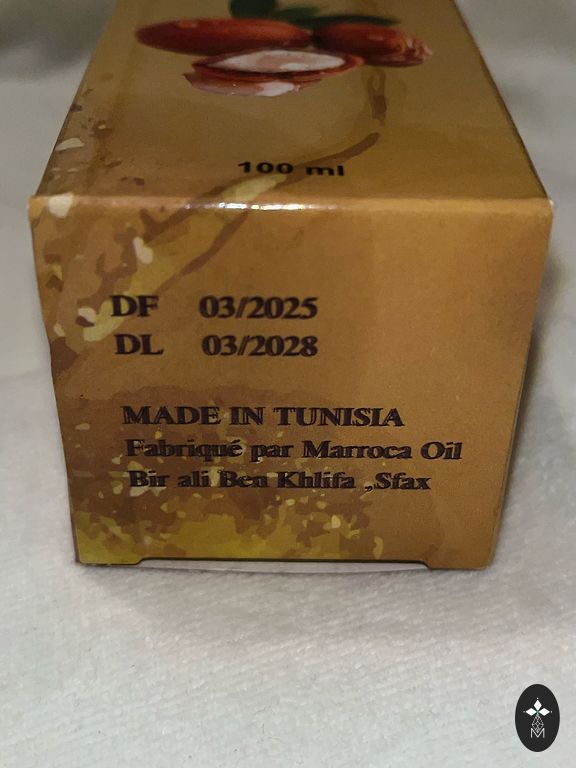 100 ml
DF 03/2025
DL 03/2028
MADE IN TUNISIA
Fabriqué par Marroca Oil
Bir ali Ben Khlifa ,Sfax
M